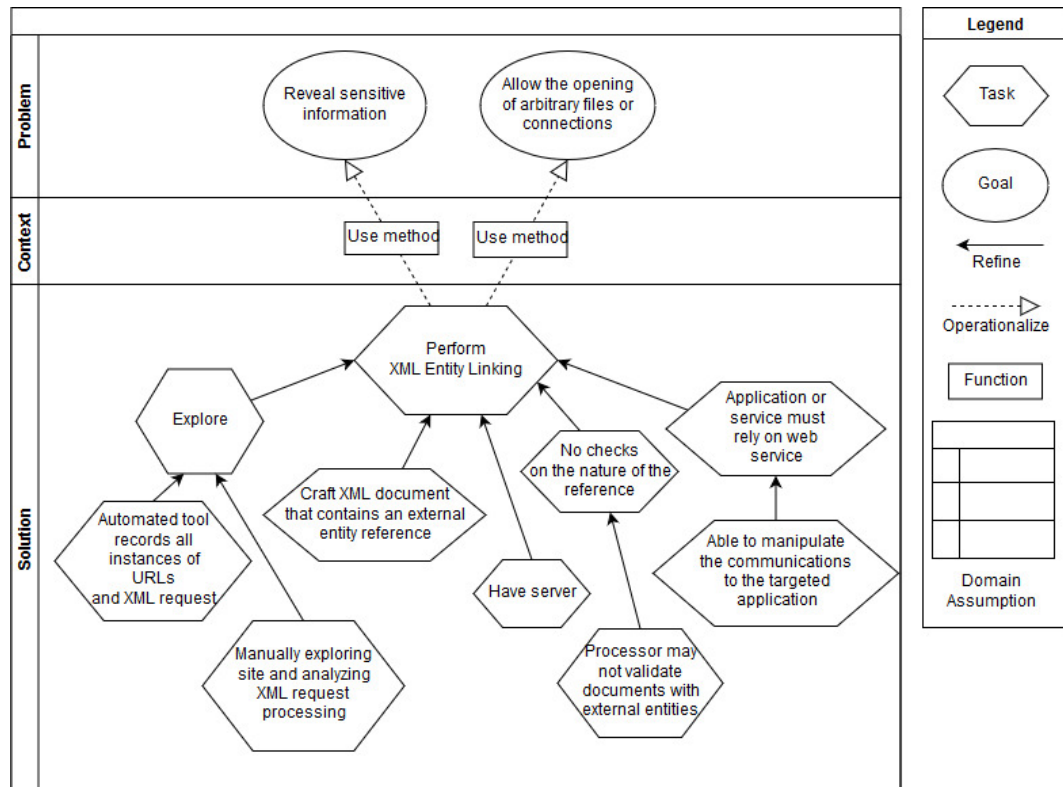 Problem
Reveal sensitive
information
Allow the opening
of arbitrary files or
connections
Context
Use method
Use method
Solution
Perform
XML Entity Linking
Explore
Application or
service must
rely on web
service
No checks
on the nature of the
reference
Craft XML document
that contains an external
entity reference
Automated tool
records all
instances of
URLs
and XML request
Able to manipulate
the communications
to the targeted
application
Have server
Manually exploring
site and analyzing
XML request
processing
Processor may
not validate
documents with
external entities
Legend
Task
Goal
Refine
Operationalize
Function
Domain
Assumption